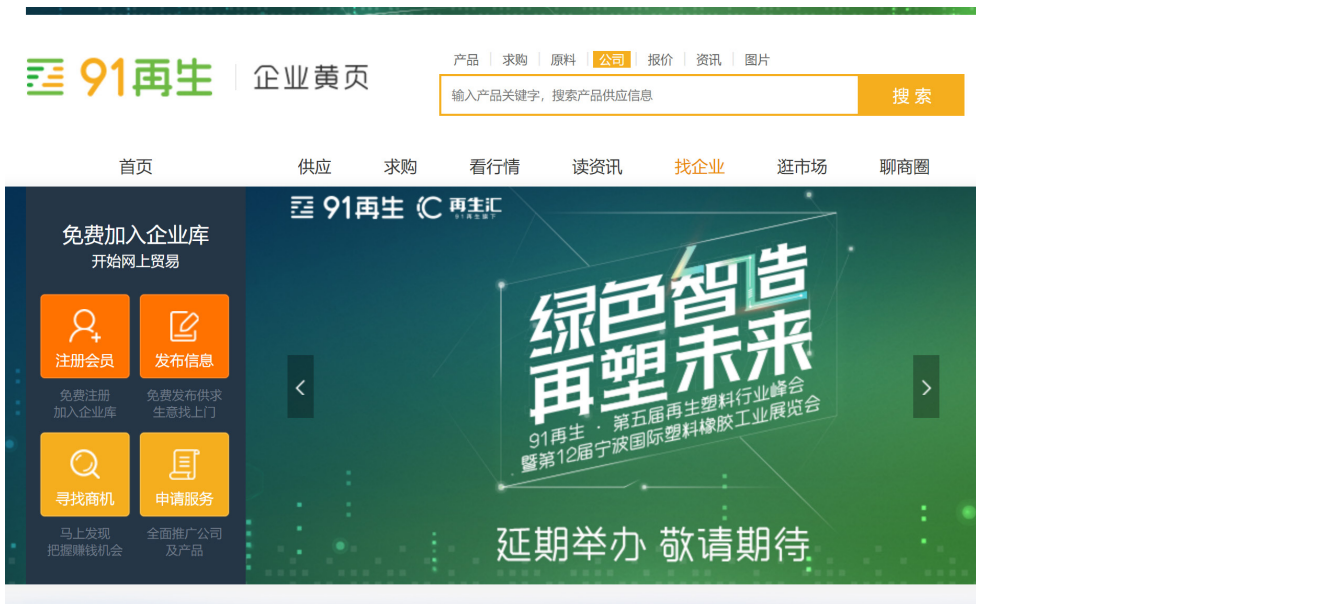 91再生 企业黄页
产品 求购 原料 公司 报价 资讯 图片
输入产品关键字，搜索产品供应信息 搜 索
首页 供应 求购 看行情 读资讯 找企业 逛市场 聊商圈
免费加入企业库
开始网上贸易
注册会员 发布信息
免费注册 免费发布供求
加入企业库 生意找上门
寻找商机 申请服务
马上发现 全面推广公司
把握赚钱机会 及产品
91再生 再生汇
91再生旗下
绿色智造
再塑未来
91再生 · 第五届再生塑料行业峰会
暨第12届宁波国际塑料橡胶工业展览会
延期举办 敬请期待